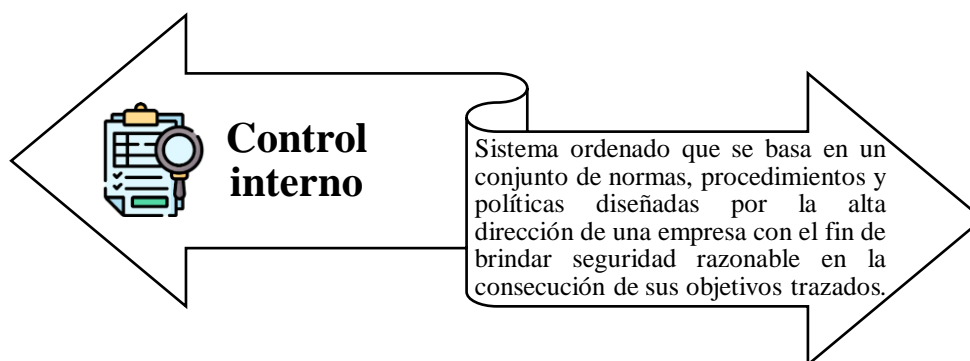 Control
interno
Sistema ordenado que se basa en un
conjunto de normas, procedimientos y
políticas diseñadas por la alta
dirección de una empresa con el fin de
brindar seguridad razonable en la
consecución de sus objetivos trazados.